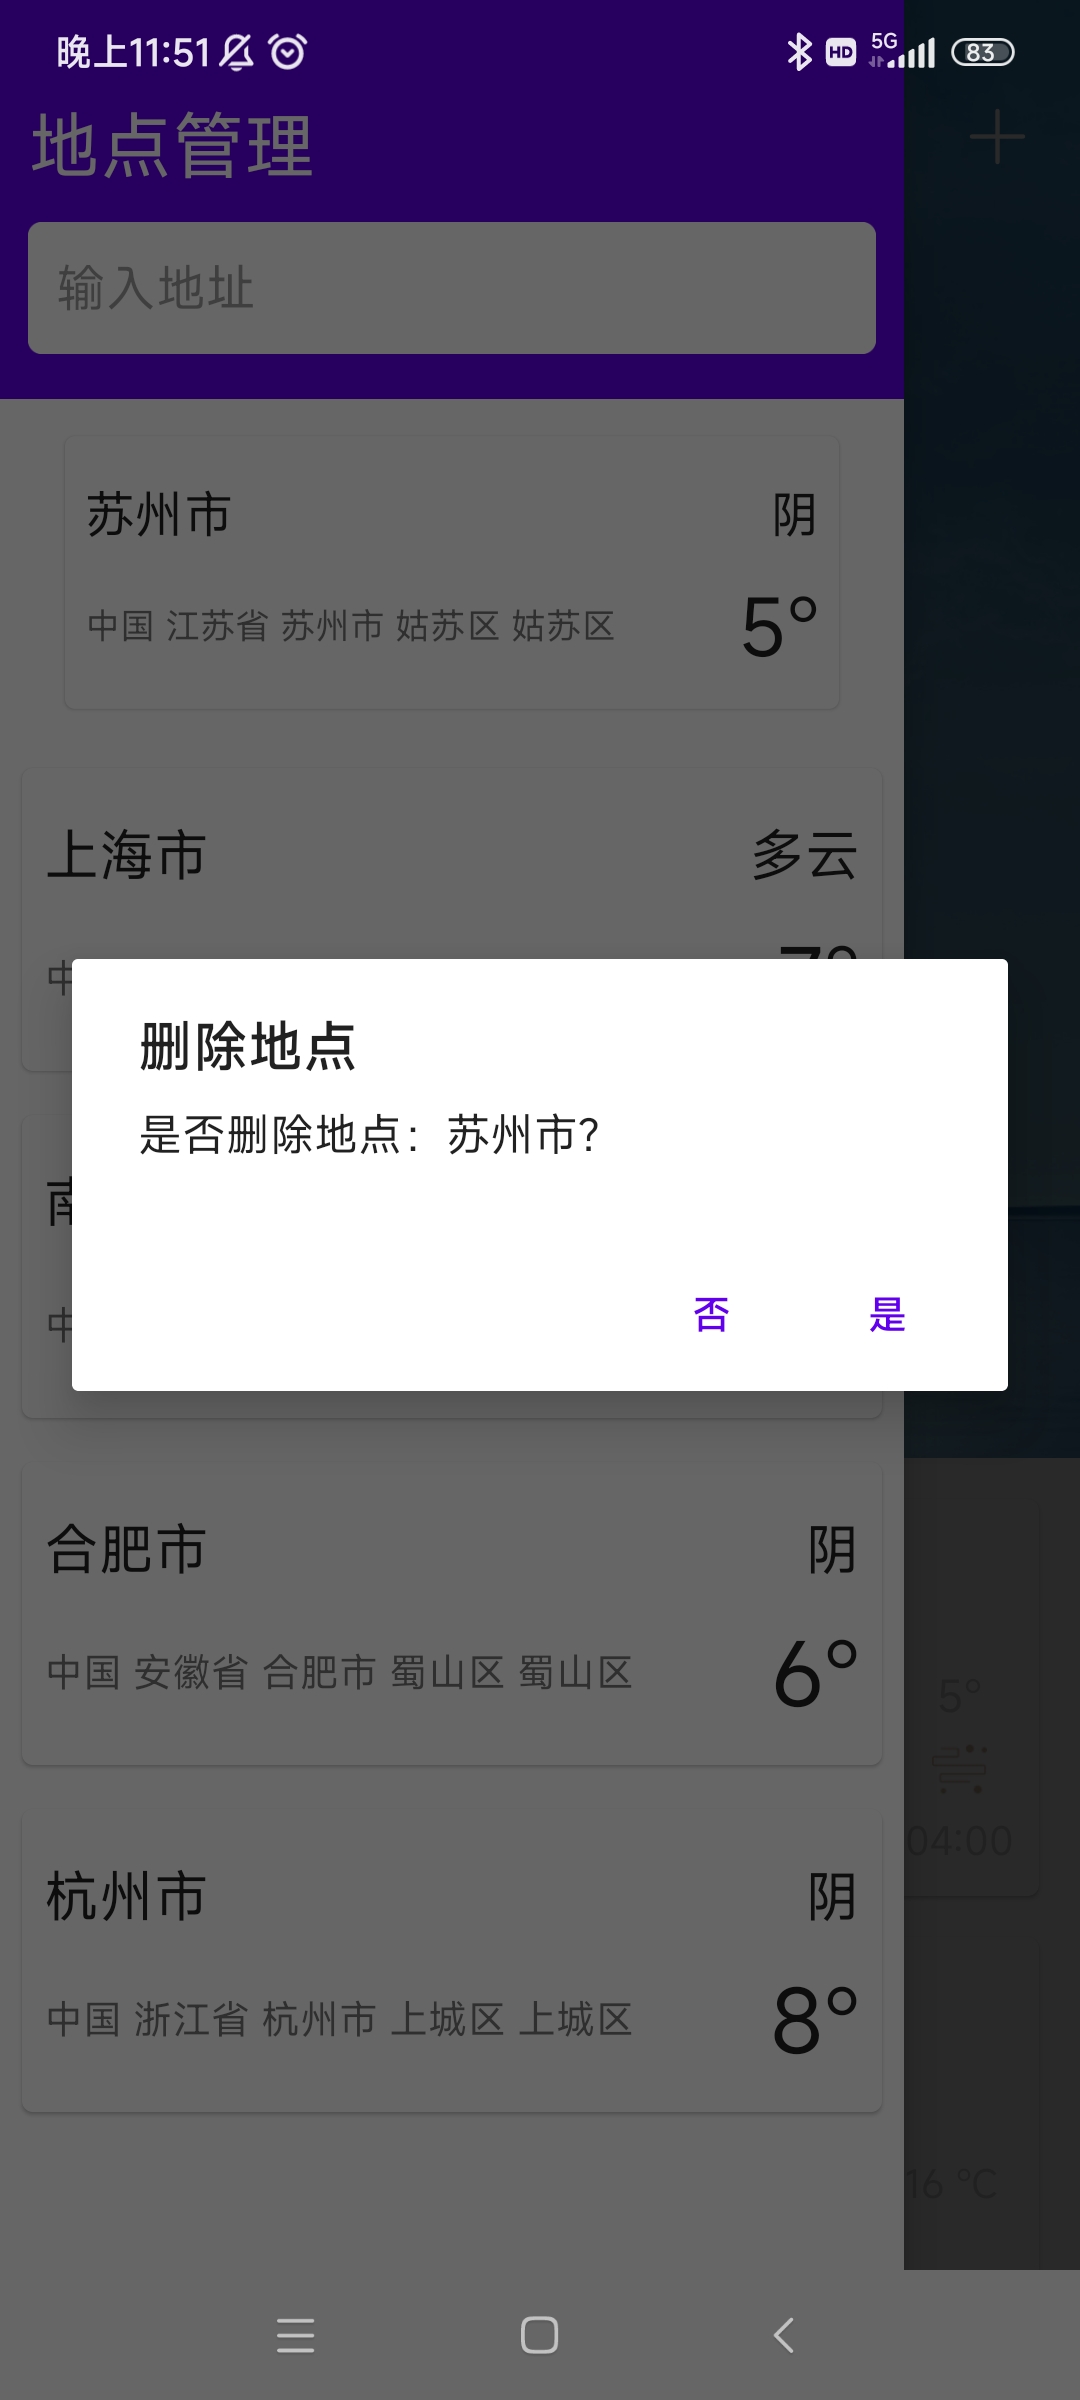 晚上11:51 HD 5G 83
地点管理
输入地址
苏州市 阴
中国 江苏省 苏州市 姑苏区 姑苏区 5°
上海市 多云
中 7°
删除地点
是否删除地点：苏州市?
南
中
否 是
合肥市 阴
中国 安徽省 合肥市 蜀山区 蜀山区 6°
5°
04:00
杭州市 阴
中国 浙江省 杭州市 上城区 上城区 8°
16 °C